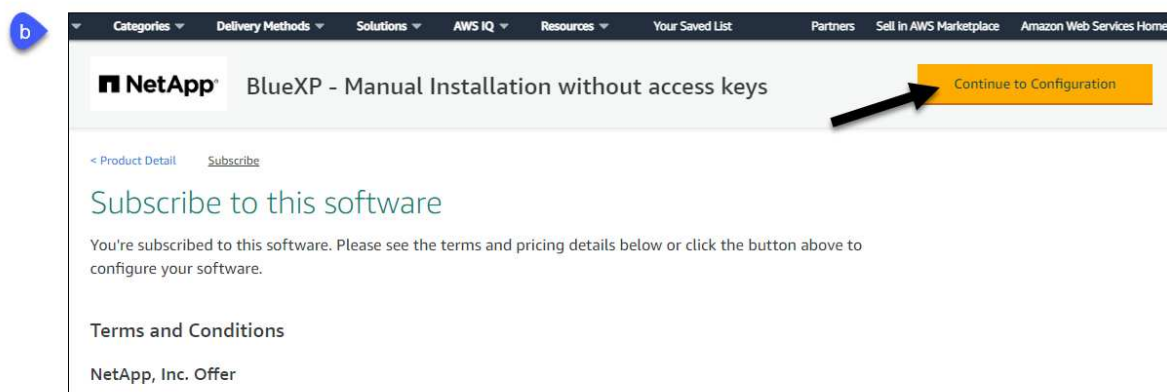 b
Categories Delivery Methods Solutions AWS IQ Resources Your Saved List Partners Sell in AWS Marketplace Amazon Web Services Home
NetApp BlueXP - Manual Installation without access keys Continue to Configuration
< Product Detail Subscribe
Subscribe to this software
You're subscribed to this software. Please see the terms and pricing details below or click the button above to
configure your software.
Terms and Conditions
NetApp, Inc. Offer